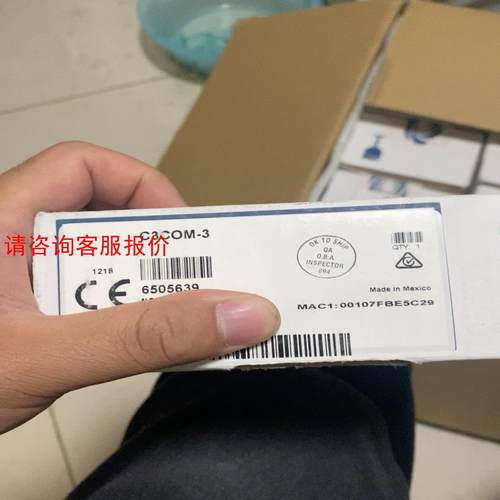 C3COM-3
请咨询客服报价
1218
CE
6505639
OK TO SHIP
QA
O.B.A.
INSPECTOR
094
QTY: 1
Made in Mexico
MAC1:00107FBE5C29